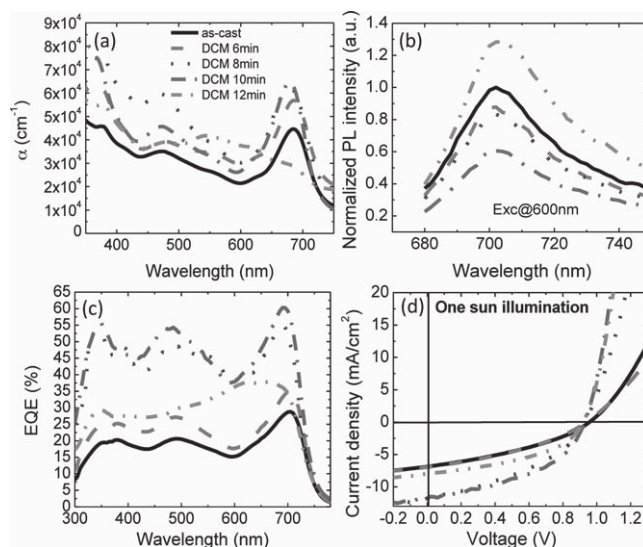 (a)
as-cast
DCM 6min
DCM 8min
DCM 10min
DCM 12min
9x10⁴
8x10⁴
7x10⁴
6x10⁴
5x10⁴
4x10⁴
3x10⁴
2x10⁴
1x10⁴
α (cm⁻¹)
400 500 600 700
Wavelength (nm)
(b)
1.4
1.2
1.0
0.8
0.6
0.4
0.2
Normalized PL intensity (a.u.)
Exc@600nm
680 700 720 740
Wavelength (nm)
(c)
65
60
55
50
45
40
35
30
25
20
15
10
5
0
EQE (%)
300 400 500 600 700
Wavelength (nm)
(d)
One sun illumination
20
15
10
5
0
-5
-10
Current density (mA/cm²)
-0.2 0.0 0.2 0.4 0.6 0.8 1.0 1.2
Voltage (V)